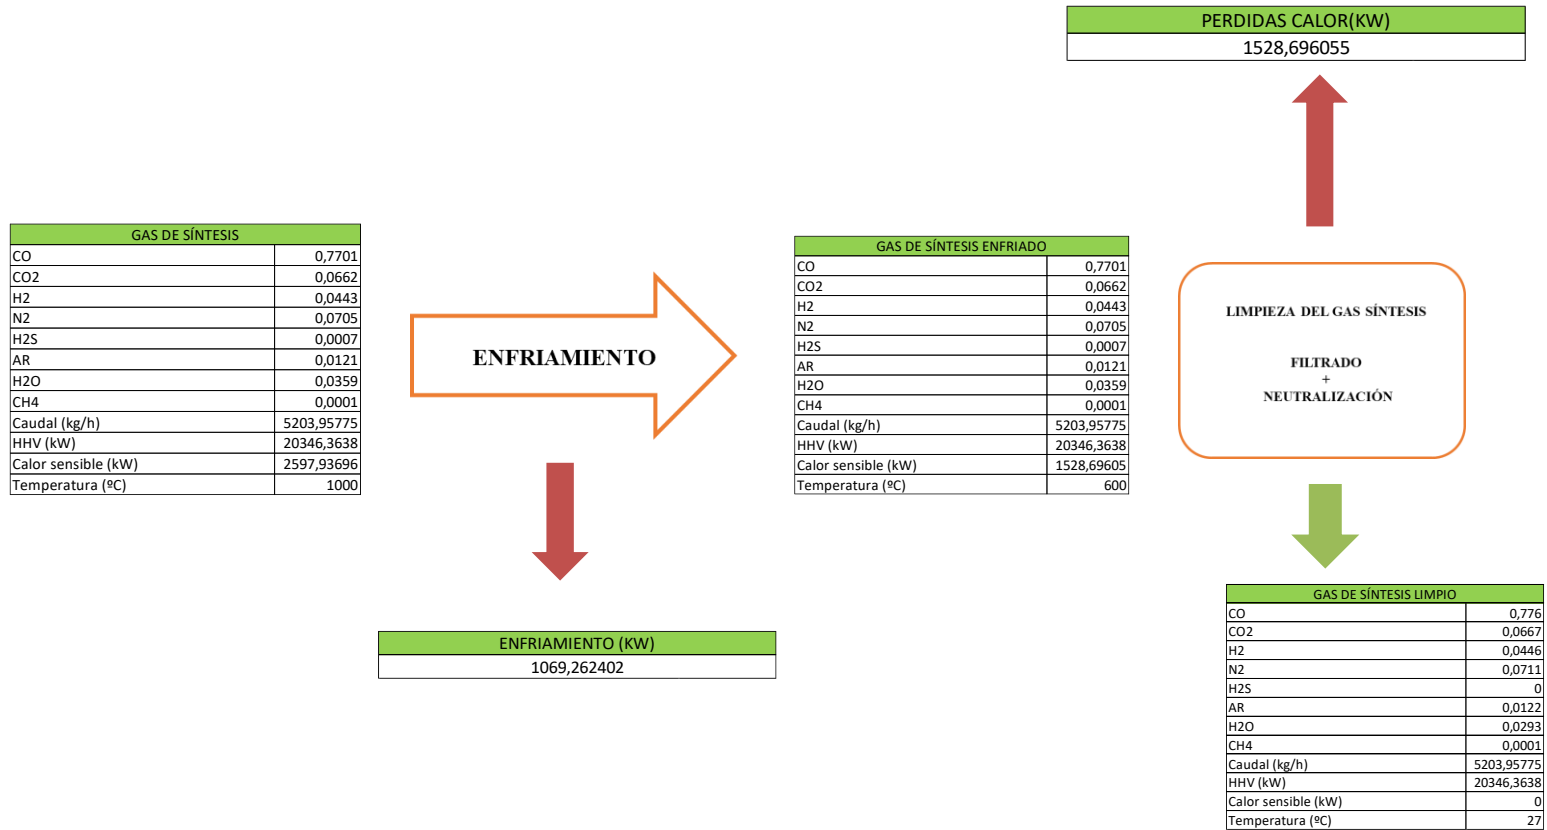 PERDIDAS CALOR(KW)
1528,696055
GAS DE SÍNTESIS
CO 0,7701
CO2 0,0662
H2 0,0443
N2 0,0705
H2S 0,0007
AR 0,0121
H2O 0,0359
CH4 0,0001
Caudal (kg/h) 5203,95775
HHV (kW) 20346,3638
Calor sensible (kW) 2597,93696
Temperatura (ºC) 1000
ENFRIAMIENTO
ENFRIAMIENTO (KW)
1069,262402
GAS DE SÍNTESIS ENFRIADO
CO 0,7701
CO2 0,0662
H2 0,0443
N2 0,0705
H2S 0,0007
AR 0,0121
H2O 0,0359
CH4 0,0001
Caudal (kg/h) 5203,95775
HHV (kW) 20346,3638
Calor sensible (kW) 1528,69605
Temperatura (ºC) 600
LIMPIEZA DEL GAS SÍNTESIS
FILTRADO
+
NEUTRALIZACIÓN
GAS DE SÍNTESIS LIMPIO
CO 0,776
CO2 0,0667
H2 0,0446
N2 0,0711
H2S 0
AR 0,0122
H2O 0,0293
CH4 0,0001
Caudal (kg/h) 5203,95775
HHV (kW) 20346,3638
Calor sensible (kW) 0
Temperatura (ºC) 27